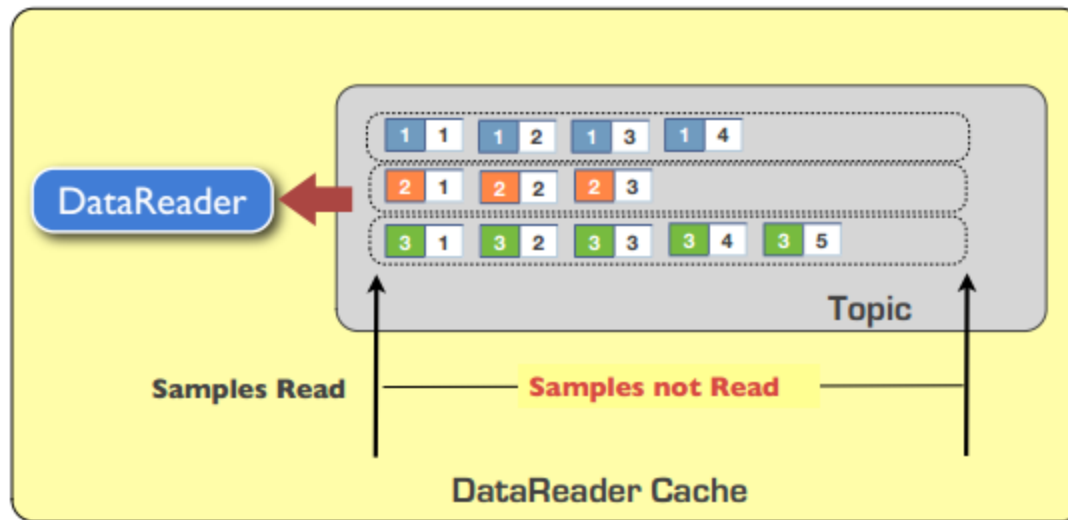 1 1 1 2 1 3 1 4
2 1 2 2 2 3
DataReader
3 1 3 2 3 3 3 4 3 5
Topic
Samples Read
Samples not Read
DataReader Cache